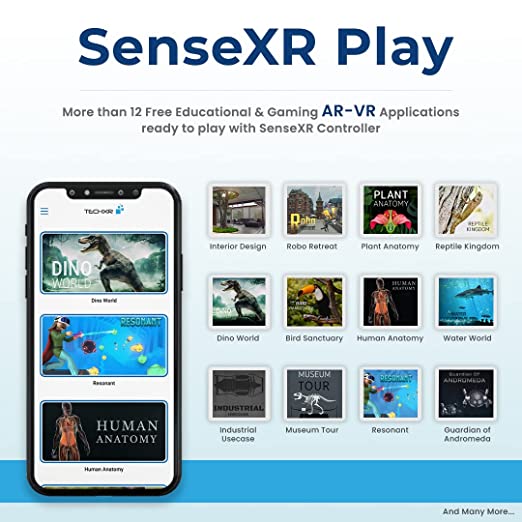 SenseXR Play
More than 12 Free Educational & Gaming AR-VR Applications
ready to play with SenseXR Controller
TECHXR
DINO
WORLD
Dino World
RESONANT
Resonant
HUMAN
ANATOMY
Human Anatomy
Interior Design
Robo
Robo Retreat
PLANT
ANATOMY
Plant Anatomy
REPTILE
KINGDOM
Reptile Kingdom
DINO
WORLD
Dino World
Bird Sanctuary
HUMAN
ANATOMY
Human Anatomy
Water World
INDUSTRIAL
Industrial
Usecase
MUSEUM
TOUR
Museum Tour
RESONANT
Resonant
Guardian Of
ANDROMEDA
Guardian of
Andromeda
And Many More...